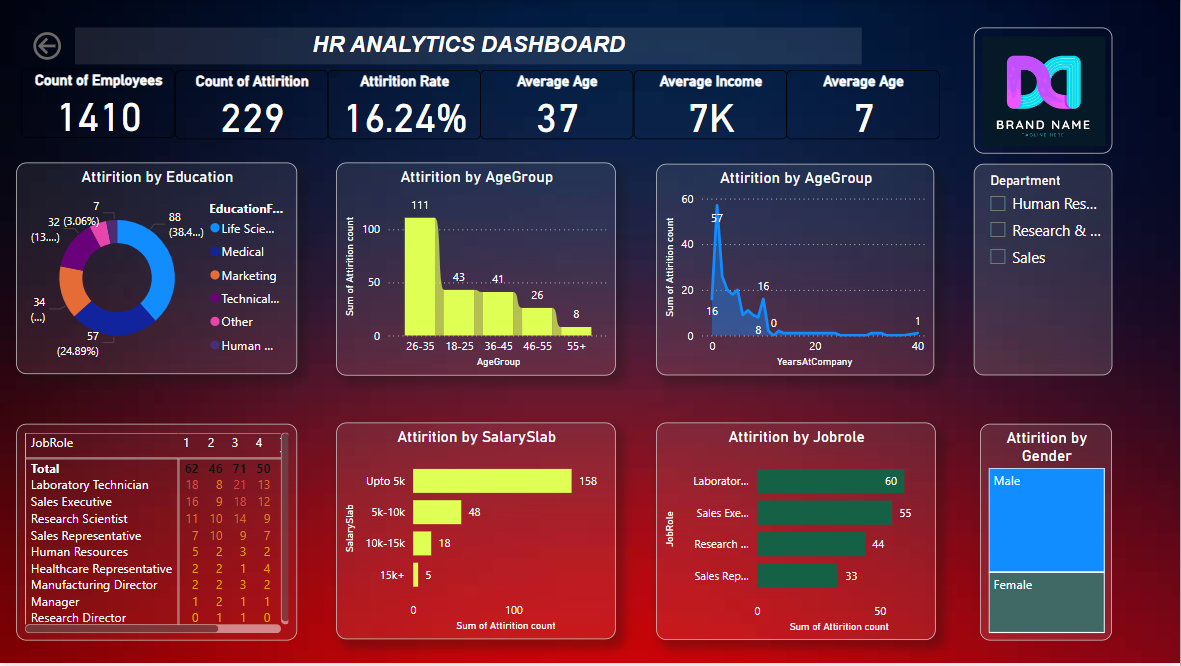 HR ANALYTICS DASHBOARD
Count of Employees
1410
Count of Attirition
229
Attirition Rate
16.24%
Average Age
37
Average Income
7K
Average Age
7
BRAND NAME
TAGLINE HERE
Attirition by Education
7
32 (3.06%)
(13....)
34
(...)
57
(24.89%)
88
(38.4...)
EducationF...
Life Scie...
Medical
Marketing
Technical...
Other
Human ...
Attirition by AgeGroup
Sum of Attirition count
100
50
0
111
43
41
26
8
26-35 18-25 36-45 46-55 55+
AgeGroup
Attirition by AgeGroup
Sum of Attirition count
60
40
20
0
57
16
16
8
0
1
0 20 40
YearsAtCompany
Department
Human Res...
Research & ...
Sales
JobRole 1 2 3 4
Total 62 46 71 50
Laboratory Technician 18 8 21 13
Sales Executive 16 9 18 12
Research Scientist 11 10 14 9
Sales Representative 7 10 9 7
Human Resources 5 2 3 2
Healthcare Representative 2 2 1 4
Manufacturing Director 2 2 3 2
Manager 1 2 1 1
Research Director 0 1 1 0
Attirition by SalarySlab
SalarySlab
Upto 5k 158
5k-10k 48
10k-15k 18
15k+ 5
0 100
Sum of Attirition count
Attirition by Jobrole
JobRole
Laborator... 60
Sales Exe... 55
Research ... 44
Sales Rep... 33
0 50
Sum of Attirition count
Attirition by
Gender
Male
Female